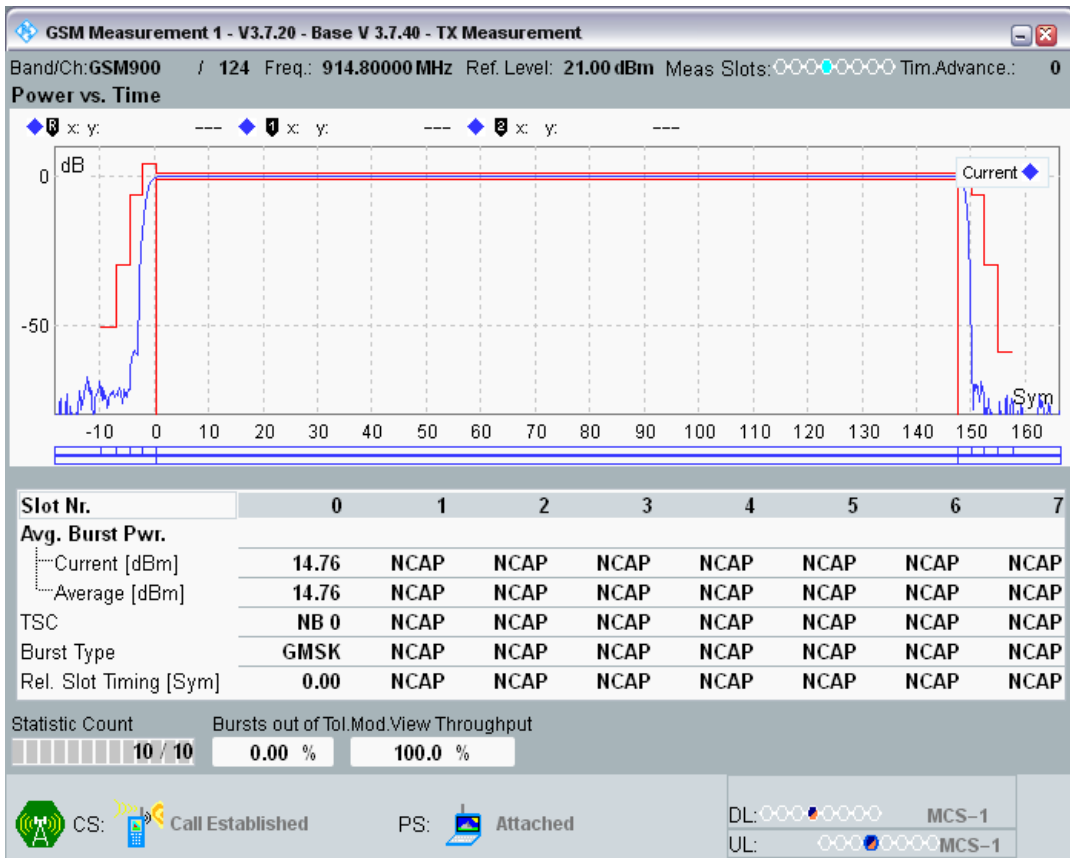 GSM Measurement 1 - V3.7.20 - Base V 3.7.40 - TX Measurement
Band/Ch:GSM900 / 124 Freq.: 914.80000 MHz Ref. Level: 21.00 dBm Meas Slots: Tim.Advance.: 0
Power vs. Time
R x: y: --- 1 x: y: --- 2 x: y: ---
dB
Current
0
-50
Sym
-10 0 10 20 30 40 50 60 70 80 90 100 110 120 130 140 150 160
Slot Nr. 0 1 2 3 4 5 6 7
Avg. Burst Pwr.
Current [dBm] 14.76 NCAP NCAP NCAP NCAP NCAP NCAP NCAP
Average [dBm] 14.76 NCAP NCAP NCAP NCAP NCAP NCAP NCAP
TSC NB 0 NCAP NCAP NCAP NCAP NCAP NCAP NCAP
Burst Type GMSK NCAP NCAP NCAP NCAP NCAP NCAP NCAP
Rel. Slot Timing [Sym] 0.00 NCAP NCAP NCAP NCAP NCAP NCAP NCAP
Statistic Count Bursts out of Tol.Mod.View Throughput
10 / 10 0.00 % 100.0 %
CS: Call Established PS: Attached
DL: MCS-1
UL: MCS-1